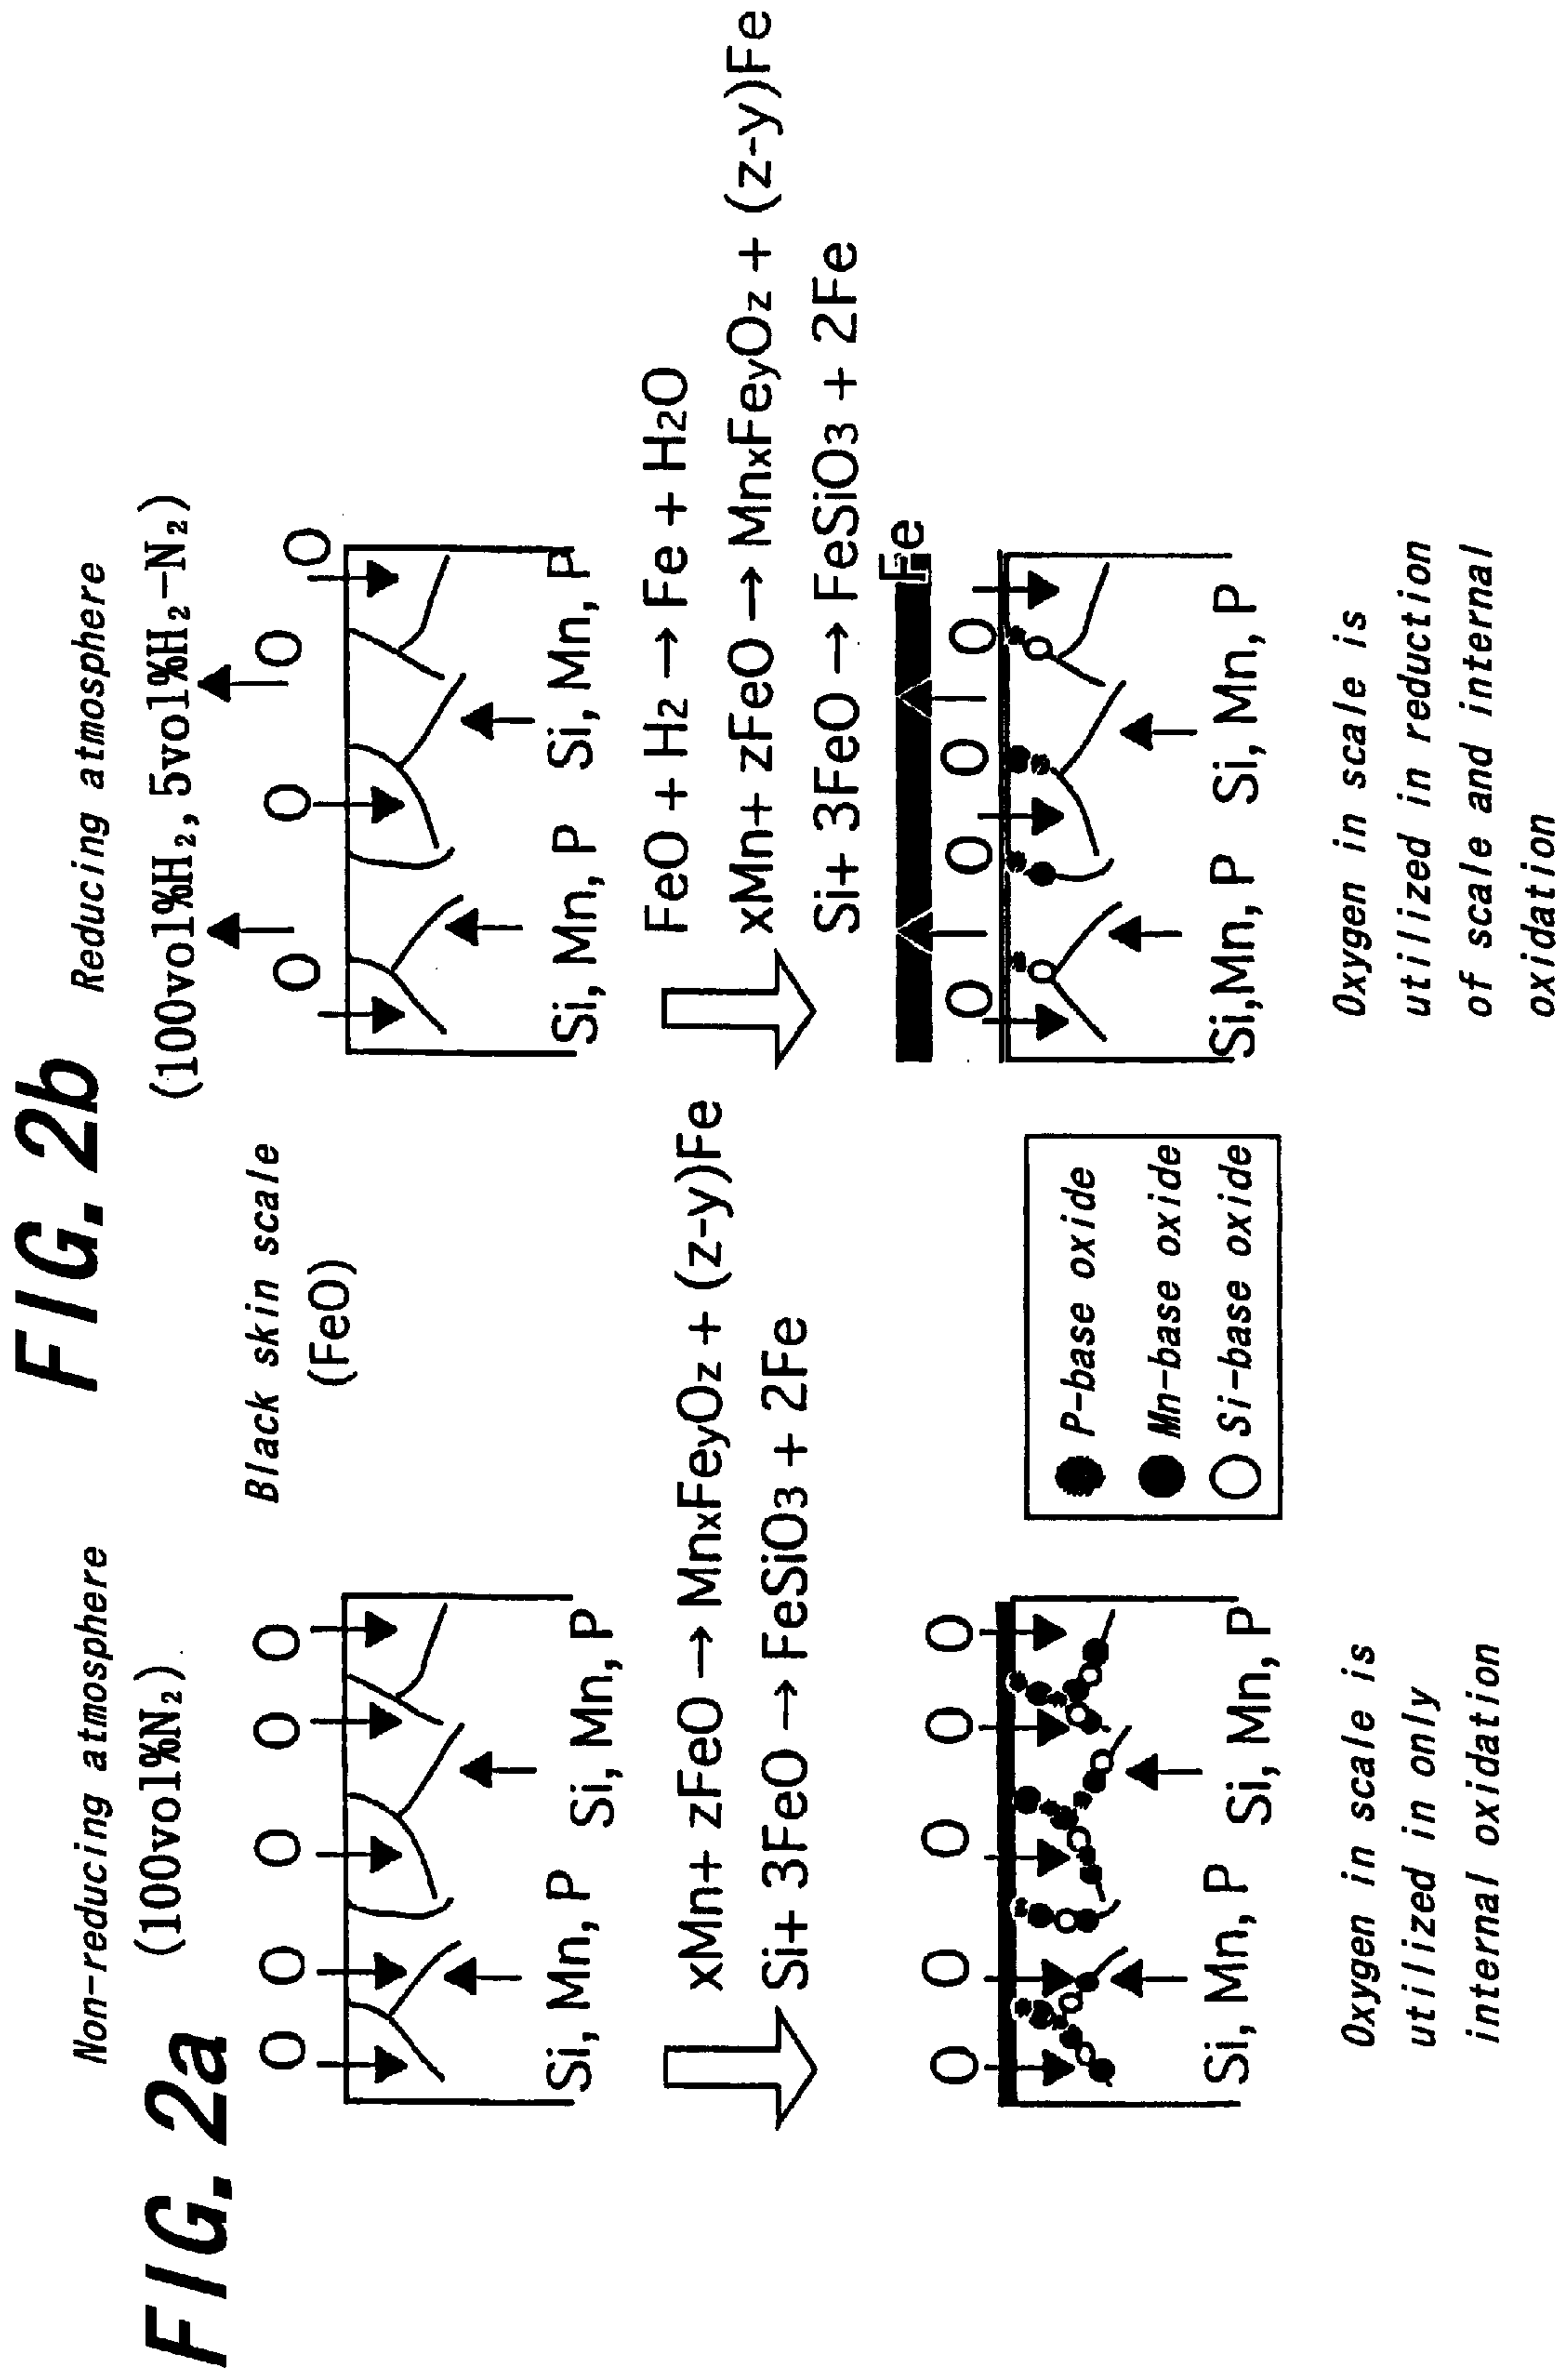 FIG. 2a
Non-reducing atmosphere
(100vol%N2)
O O O O O
Si, Mn, P Si, Mn, P
xMn+ zFeO → MnxFeyOz + (z-y)Fe
Si+ 3FeO → FeSiO3 + 2Fe
O O O O O
Si, Mn, P Si, Mn, P
Oxygen in scale is
utilized in only
internal oxidation
Black skin scale
(FeO)
P-base oxide
Mn-base oxide
Si-base oxide
FIG. 2b
Reducing atmosphere
(100vol%H2, 5vol%H2-N2)
O O O O
Si, Mn, P Si, Mn, P
FeO + H2 → Fe + H2O
xMn+ zFeO → MnxFeyOz + (z-y)Fe
Si+ 3FeO → FeSiO3 + 2Fe
Fe
O O O O
Si,Mn, P Si, Mn, P
Oxygen in scale is
utilized in reduction
of scale and internal
oxidation